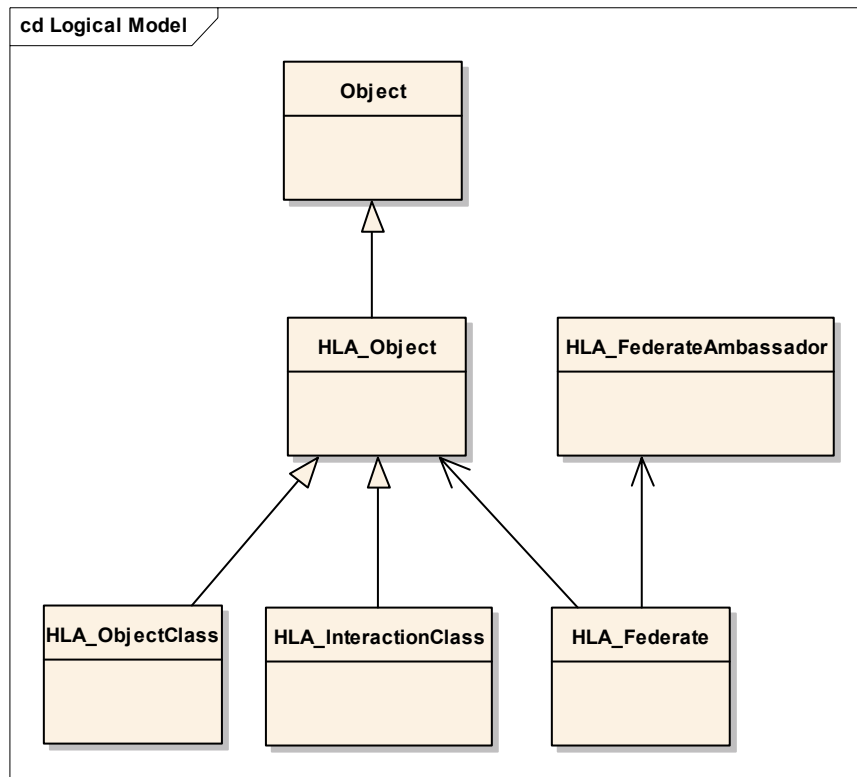 cd Logical Model
Object
HLA_Object
HLA_FederateAmbassador
HLA_ObjectClass
HLA_InteractionClass
HLA_Federate